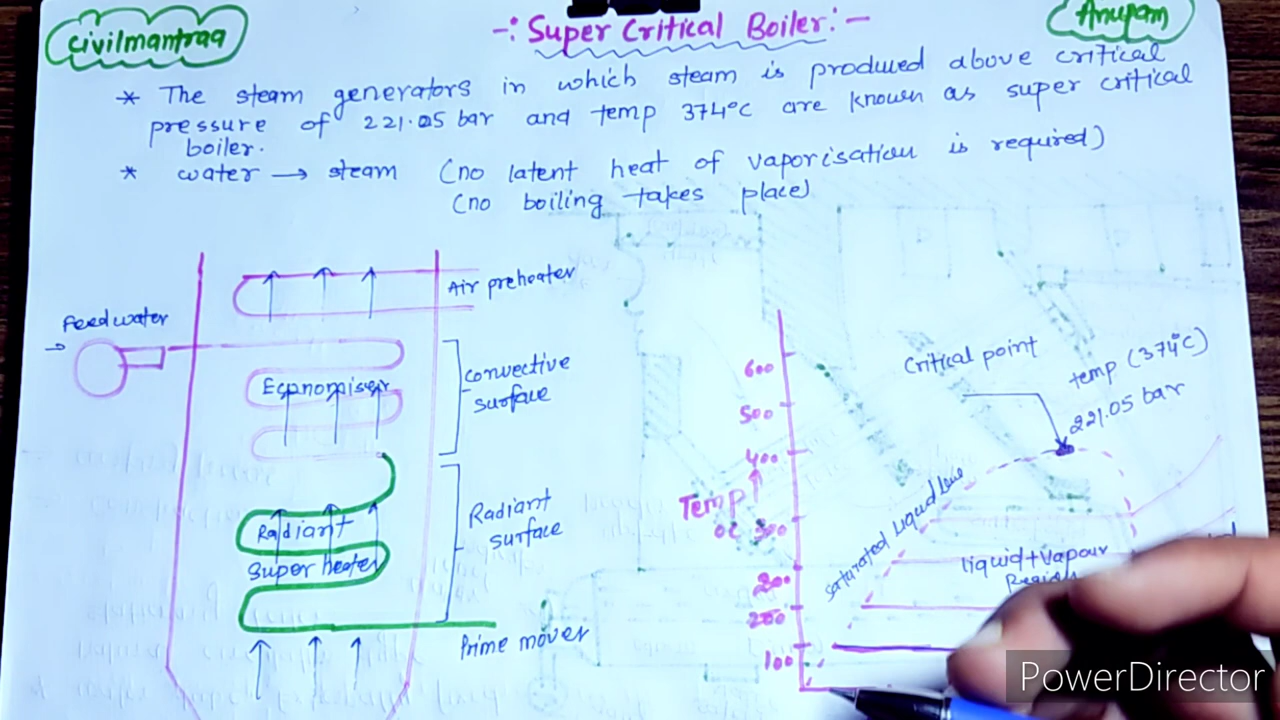 civilmantraa
-: Super Critical Boiler:-
Anupam
* The steam generators in which steam is produced above critical
pressure of 221.05 bar and temp 374°C are known as super critical
boiler.
* water → steam (no latent heat of vaporisation is required)
(no boiling takes place)
Air preheater
Feed water
Economiser
Convective
surface
Radiant
Super heater
Radiant
surface
Prime mover
Critical point
temp (374°C)
221.05 bar
600
500
400
Temp
°C
300
200
100
saturated liquid line
liquid+vapour
Region
PowerDirector